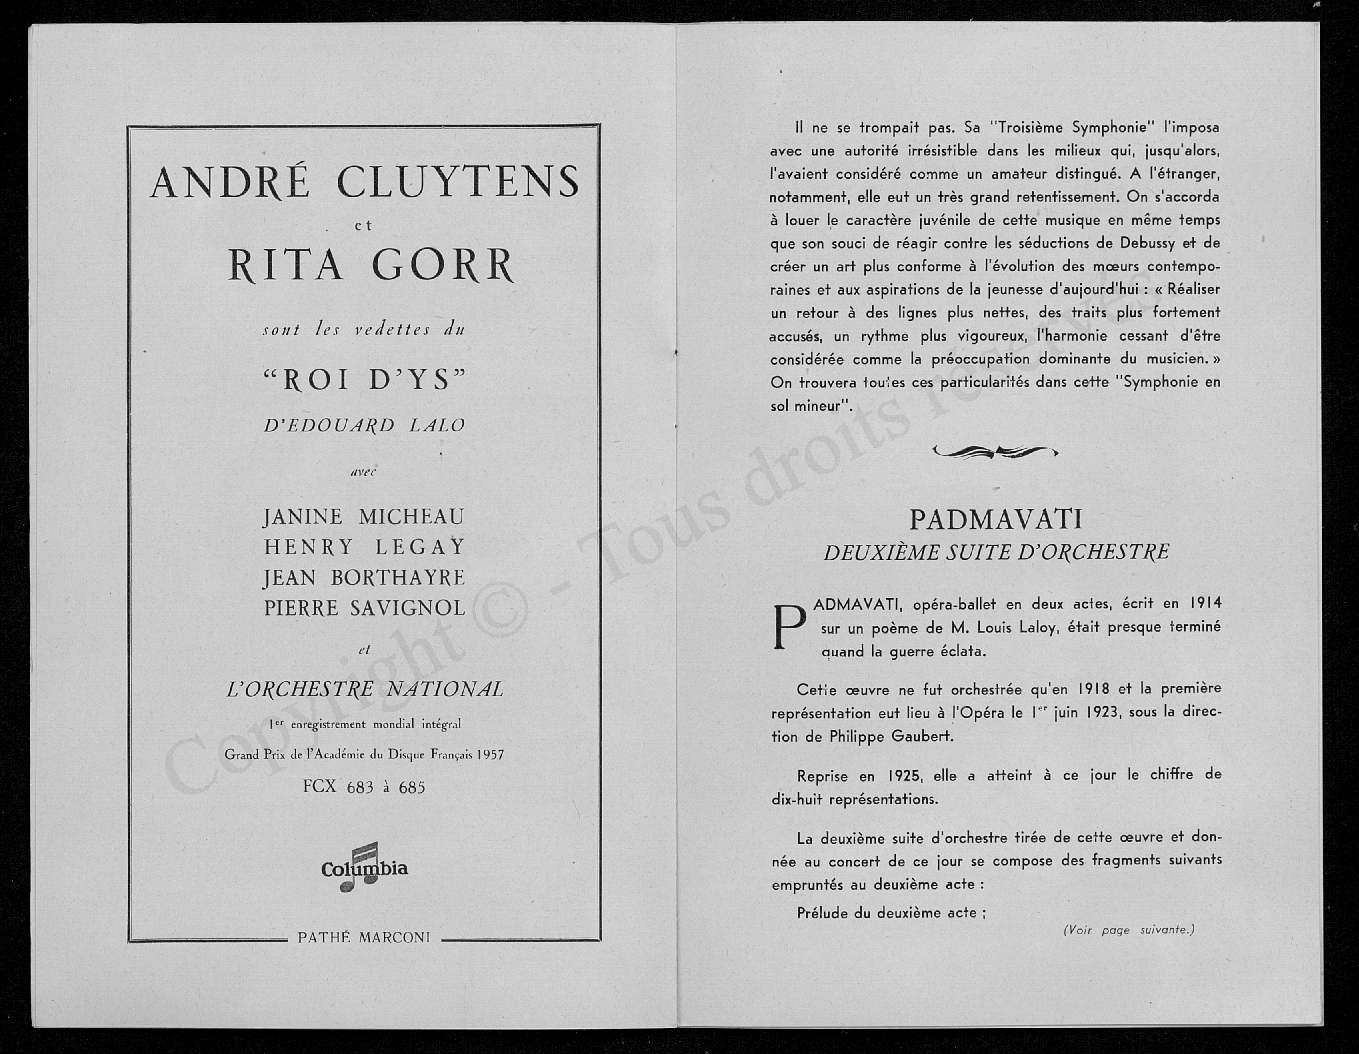 ANDRÉ CLUYTENS
et
RITA GORR
sont les vedettes du
“ROI D’YS”
D’EDOUARD LALO
avec
JANINE MICHEAU
HENRY LEGAY
JEAN BORTHAYRE
PIERRE SAVIGNOL
et
L’ORCHESTRE NATIONAL
1er enregistrement mondial intégral
Grand Prix de l’Académie du Disque Français 1957
FCX 683 à 685
Columbia
PATHÉ MARCONI
Il ne se trompait pas. Sa "Troisième Symphonie" l'imposa
avec une autorité irrésistible dans les milieux qui, jusqu'alors,
l'avaient considéré comme un amateur distingué. A l'étranger,
notamment, elle eut un très grand retentissement. On s'accorda
à louer le caractère juvénile de cette musique en même temps
que son souci de réagir contre les séductions de Debussy et de
créer un art plus conforme à l'évolution des mœurs contempo-
raines et aux aspirations de la jeunesse d'aujourd'hui : « Réaliser
un retour à des lignes plus nettes, des traits plus fortement
accusés, un rythme plus vigoureux, l'harmonie cessant d'être
considérée comme la préoccupation dominante du musicien. »
On trouvera toutes ces particularités dans cette "Symphonie en
sol mineur".
PADMAVATI
DEUXIÈME SUITE D'ORCHESTRE
PADMAVATI, opéra-ballet en deux actes, écrit en 1914
sur un poème de M. Louis Laloy, était presque terminé
quand la guerre éclata.
Cette œuvre ne fut orchestrée qu'en 1918 et la première
représentation eut lieu à l'Opéra le 1er juin 1923, sous la direc-
tion de Philippe Gaubert.
Reprise en 1925, elle a atteint à ce jour le chiffre de
dix-huit représentations.
La deuxième suite d'orchestre tirée de cette œuvre et don-
née au concert de ce jour se compose des fragments suivants
empruntés au deuxième acte :
Prélude du deuxième acte ;
(Voir page suivante.)
Copyright © - Tous droits réservés.